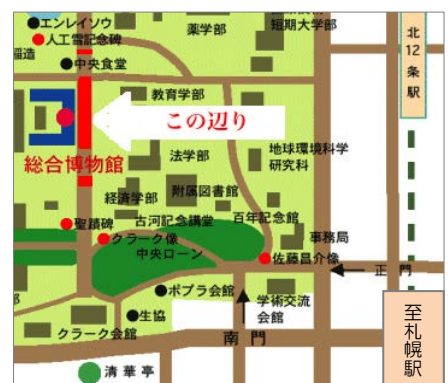 エンレイソウ
人工雪記念碑
稲造
中央食堂
薬学部
短期大学部
北12条駅
教育学部
この辺り
総合博物館
法学部
地球環境科学
研究科
附属図書館
経済学部
聖蹟碑
古河記念講堂
百年記念館
クラーク像
中央ローン
事務局
佐藤昌介像
正門
ポプラ会館
学術交流
会館
生協
クラーク会館
南門
清華亭
至札幌駅